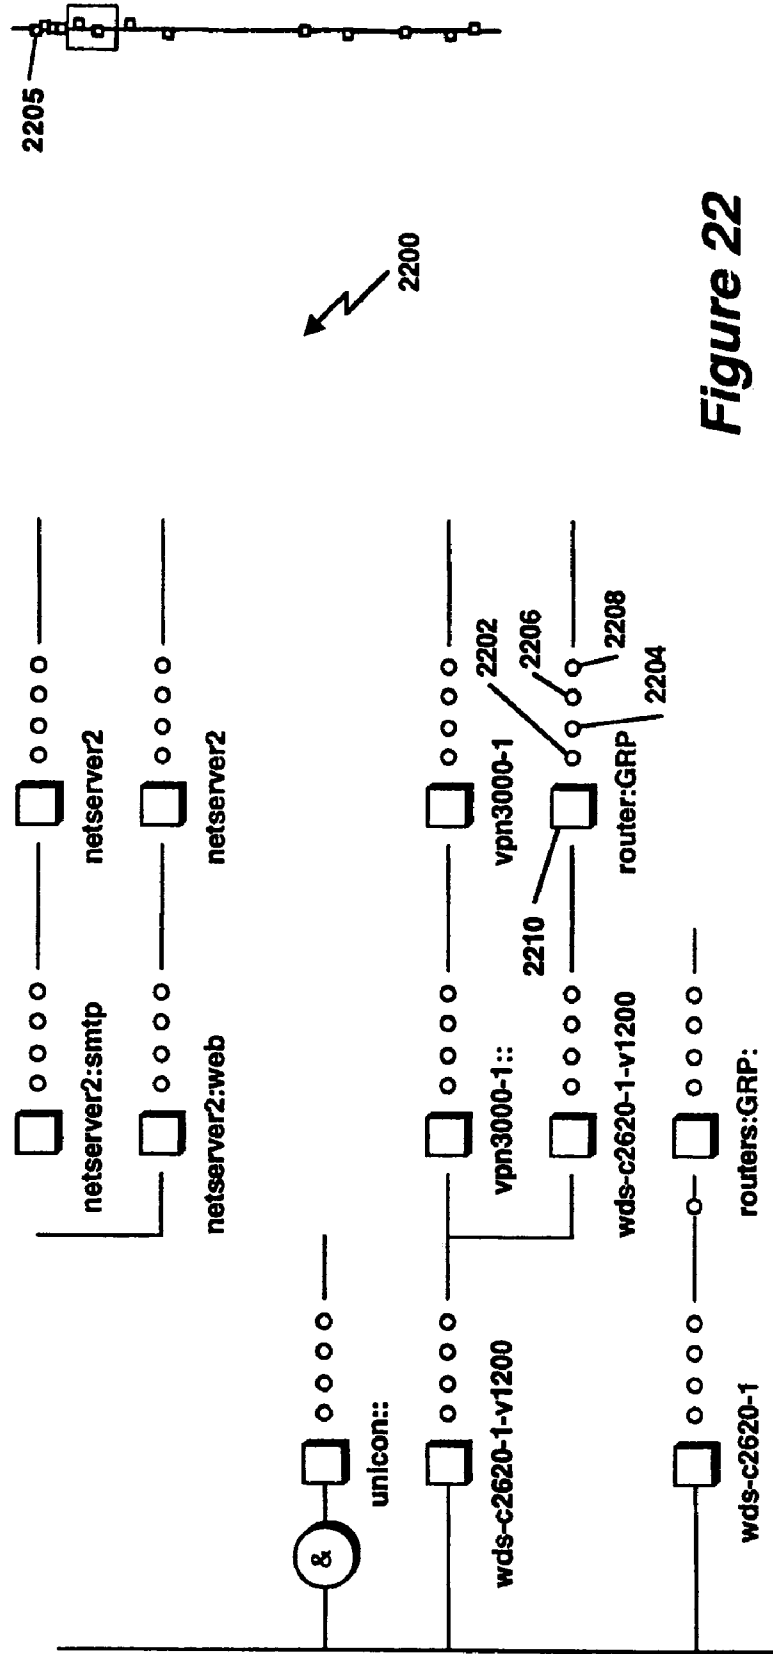 netserver2:smtp
netserver2
2205
netserver2:web
netserver2
&
unicon::
2200
wds-c2620-1-v1200
vpn3000-1::
vpn3000-1
2202
2206
2210
wds-c2620-1-v1200
router:GRP
2208
2204
wds-c2620-1
routers:GRP:
Figure 22